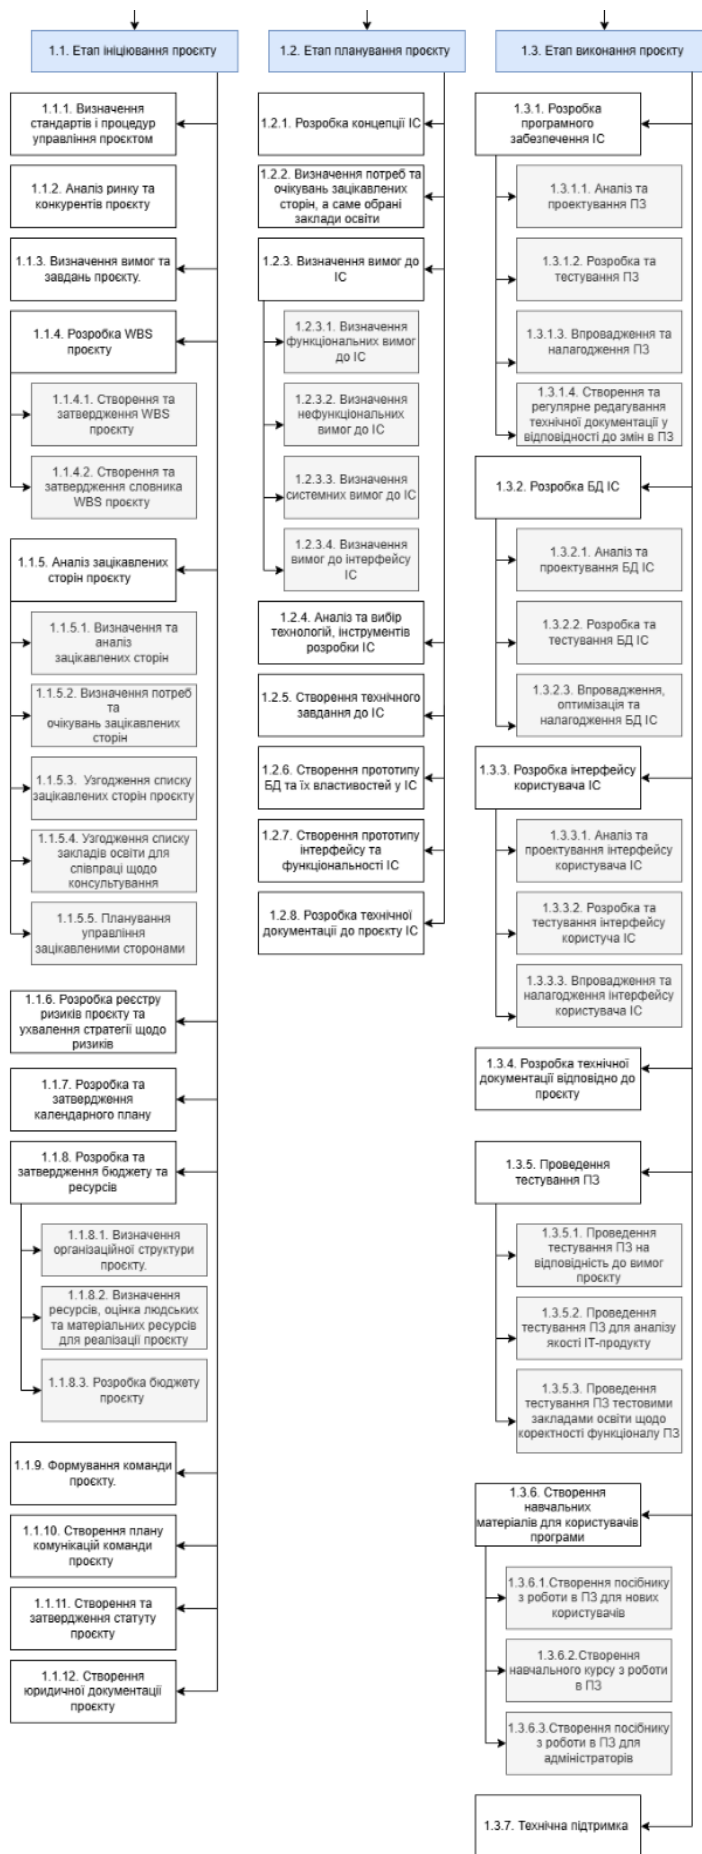 1.1. Етап ініціювання проєкту
1.1.1. Визначення
стандартів і процедур
управління проєктом
1.1.2. Аналіз ринку та
конкурентів проєкту
1.1.3. Визначення вимог та
завдань проєкту.
1.1.4. Розробка WBS
проєкту
1.1.4.1. Створення та
затвердження WBS
проєкту
1.1.4.2. Створення та
затвердження словника
WBS проєкту
1.1.5. Аналіз зацікавлених
сторін проєкту
1.1.5.1. Визначення та
аналіз
зацікавлених сторін
1.1.5.2. Визначення потреб
та
очікувань зацікавлених
сторін
1.1.5.3. Узгодження списку
зацікавлених сторін проєкту
1.1.5.4. Узгодження списку
закладів освіти для
співпраці щодо
консультування
1.1.5.5. Планування
управління
зацікавленими сторонами
1.1.6. Розробка реєстру
ризиків проєкту та
ухвалення стратегії щодо
ризиків
1.1.7. Розробка та
затвердження
календарного плану
1.1.8. Розробка та
затвердження бюджету та
ресурсів
1.1.8.1. Визначення
організаційної структури
проєкту.
1.1.8.2. Визначення
ресурсів, оцінка людських
та матеріальних ресурсів
для реалізації проєкту
1.1.8.3. Розробка бюджету
проєкту
1.1.9. Формування команди
проєкту.
1.1.10. Створення плану
комунікацій команди
проєкту
1.1.11. Створення та
затвердження статуту
проєкту
1.1.12. Створення
юридичної документації
проєкту
1.2. Етап планування проєкту
1.2.1. Розробка концепції ІС
1.2.2. Визначення потреб та
очікувань зацікавлених
сторін, а саме обрані
заклади освіти
1.2.3. Визначення вимог до
ІС
1.2.3.1. Визначення
функціональних вимог
до ІС
1.2.3.2. Визначення
нефункціональних
вимог до ІС
1.2.3.3. Визначення
системних вимог до ІС
1.2.3.4. Визначення
вимог до інтерфейсу
ІС
1.2.4. Аналіз та вибір
технологій, інструментів
розробки ІС
1.2.5. Створення технічного
завдання до ІС
1.2.6. Створення прототипу
БД та їх властивостей у ІС
1.2.7. Створення прототипу
інтерфейсу та
функціональності ІС
1.2.8. Розробка технічної
документації до проєкту ІС
1.3. Етап виконання проєкту
1.3.1. Розробка
програмного
забезпечення ІС
1.3.1.1. Аналіз та
проектування ПЗ
1.3.1.2. Розробка та
тестування ПЗ
1.3.1.3. Впровадження та
налагодження ПЗ
1.3.1.4. Створення та
регулярне редагування
технічної документації у
відповідності до змін в ПЗ
1.3.2. Розробка БД ІС
1.3.2.1. Аналіз та
проектування БД ІС
1.3.2.2. Розробка та
тестування БД ІС
1.3.2.3. Впровадження,
оптимізація та
налагодження БД ІС
1.3.3. Розробка інтерфейсу
користувача ІС
1.3.3.1. Аналіз та
проектування інтерфейсу
користувача ІС
1.3.3.2. Розробка та
тестування інтерфейсу
користуча ІС
1.3.3.3. Впровадження та
налагодження інтерфейсу
користувача ІС
1.3.4. Розробка технічної
документації відповідно до
проєкту
1.3.5. Проведення
тестування ПЗ
1.3.5.1. Проведення
тестування ПЗ на
відповідність до вимог
проєкту
1.3.5.2. Проведення
тестування ПЗ для аналізу
якості ІТ-продукту
1.3.5.3. Проведення
тестування ПЗ тестовими
закладами освіти щодо
коректності функціоналу ПЗ
1.3.6. Створення
навчальних
матеріалів для користувачів
програми
1.3.6.1.Створення посібнику
з роботи в ПЗ для нових
користувачів
1.3.6.2.Створення
навчального курсу з роботи
в ПЗ
1.3.6.3.Створення посібнику
з роботи в ПЗ для
адміністраторів
1.3.7. Технічна підтримка